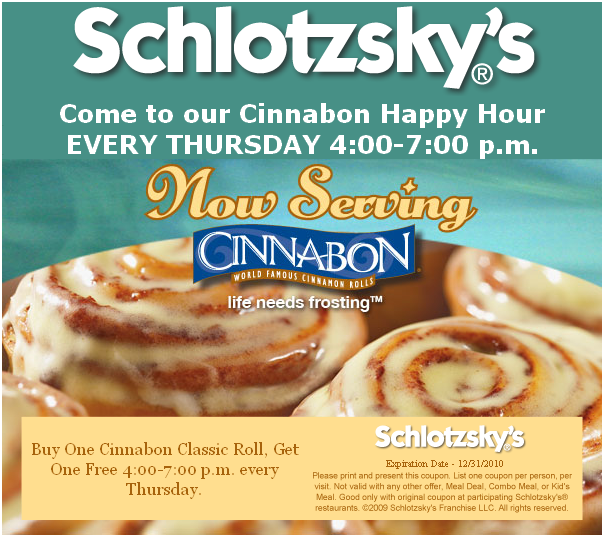 Schlotzsky's®
Come to our Cinnabon Happy Hour
EVERY THURSDAY 4:00-7:00 p.m.
Now Serving
CINNABON®
WORLD FAMOUS CINNAMON ROLLS
life needs frosting™
Buy One Cinnabon Classic Roll, Get
One Free 4:00-7:00 p.m. every
Thursday.
Schlotzsky's
Expiration Date - 12/31/2010
Please print and present this coupon. List one coupon per person, per
visit. Not valid with any other offer, Meal Deal, Combo Meal, or Kid's
Meal. Good only with original coupon at participating Schlotzsky's®
restaurants. ©2009 Schlotzsky's Franchise LLC. All rights reserved.